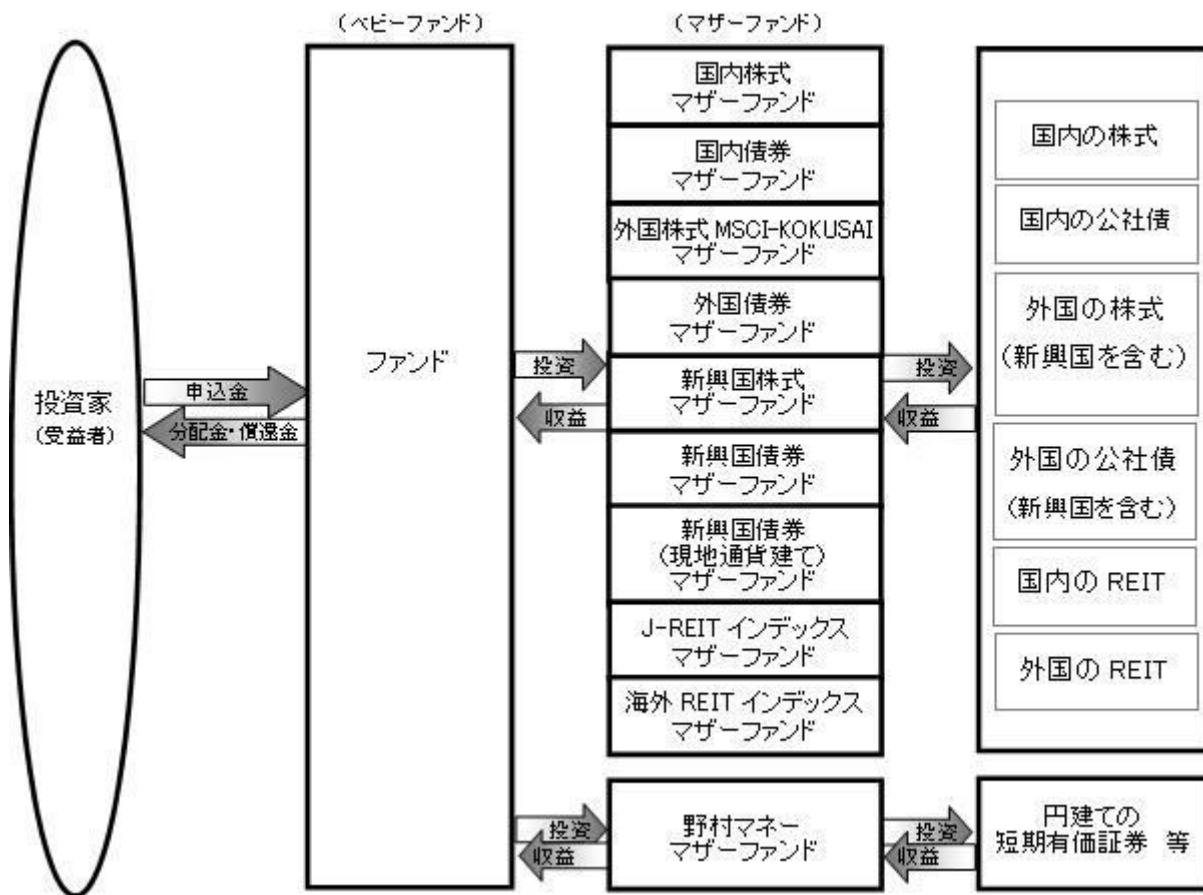 (ベビーファンド)
(マザーファンド)
投資家
(受益者)
申込金
分配金・償還金
ファンド
投資
収益
国内株式
マザーファンド
国内債券
マザーファンド
外国株式 MSCI-KOKUSAI
マザーファンド
外国債券
マザーファンド
新興国株式
マザーファンド
新興国債券
マザーファンド
新興国債券
(現地通貨建て)
マザーファンド
J-REIT インデックス
マザーファンド
海外 REIT インデックス
マザーファンド
投資
収益
国内の株式
国内の公社債
外国の株式
(新興国を含む)
外国の公社債
(新興国を含む)
国内の REIT
外国の REIT
投資
収益
野村マネー
マザーファンド
投資
収益
円建ての
短期有価証券 等